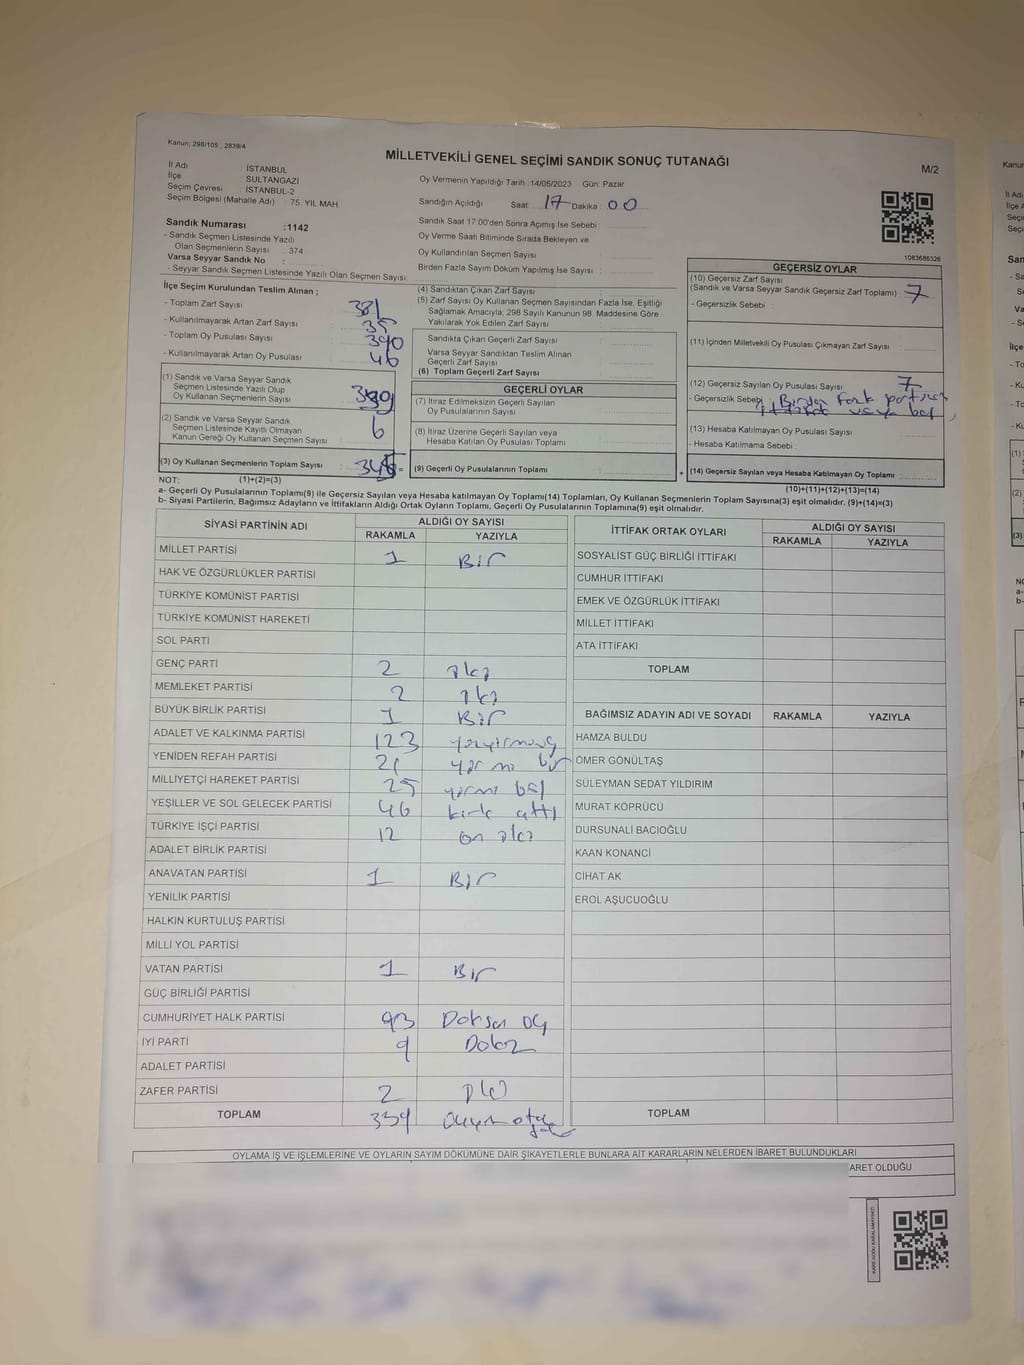 Kanun; 298/105 , 2839/4
MİLLETVEKİLİ GENEL SEÇİMİ SANDIK SONUÇ TUTANAĞI
M/2
İl Adı : İSTANBUL
İlçe : SULTANGAZİ
Seçim Çevresi : İSTANBUL-2
Seçim Bölgesi (Mahalle Adı) : 75. YIL MAH.
Oy Vermenin Yapıldığı Tarih :14/05/2023 Gün: Pazar
Sandığın Açıldığı Saat: 17 Dakika: 00
Sandık Numarası :1142
- Sandık Seçmen Listesinde Yazılı
Olan Seçmenlerin Sayısı : 374
Varsa Seyyar Sandık No :
- Seyyar Sandık Seçmen Listesinde Yazılı Olan Seçmen Sayısı:
Sandık Saat 17.00'den Sonra Açılmış İse Sebebi :
Oy Verme Saati Bitiminde Sırada Bekleyen ve
Oy Kullandırılan Seçmen Sayısı :
Birden Fazla Sayım Döküm Yapılmış İse Sayısı :
1083686326
İlçe Seçim Kurulundan Teslim Alınan ;
- Toplam Zarf Sayısı : 381
- Kullanılmayarak Artan Zarf Sayısı : 35
- Toplam Oy Pusulası Sayısı : 390
- Kullanılmayarak Artan Oy Pusulası : 46
(1) Sandık ve Varsa Seyyar Sandık
Seçmen Listesinde Yazılı Olup
Oy Kullanan Seçmenlerin Sayısı :
(2) Sandık ve Varsa Seyyar Sandık
Seçmen Listesinde Kayıtlı Olmayan
Kanun Gereği Oy Kullanan Seçmen Sayısı : 6
(3) Oy Kullanan Seçmenlerin Toplam Sayısı : =
(4) Sandıktan Çıkan Zarf Sayısı :
(5) Zarf Sayısı Oy Kullanan Seçmen Sayısından Fazla İse, Eşitliği
Sağlamak Amacıyla; 298 Sayılı Kanunun 98. Maddesine Göre
Yakılarak Yok Edilen Zarf Sayısı :
Sandıkta Çıkan Geçerli Zarf Sayısı :
Varsa Seyyar Sandıktan Teslim Alınan
Geçerli Zarf Sayısı :
(6) Toplam Geçerli Zarf Sayısı :
GEÇERLİ OYLAR
(7) İtiraz Edilmeksizin Geçerli Sayılan
Oy Pusulalarının Sayısı :
(8) İtiraz Üzerine Geçerli Sayılan veya
Hesaba Katılan Oy Pusulası Toplamı :
(9) Geçerli Oy Pusulalarının Toplamı : +
GEÇERSİZ OYLAR
(10) Geçersiz Zarf Sayısı
(Sandık ve Varsa Seyyar Sandık Geçersiz Zarf Toplamı) : 7
- Geçersizlik Sebebi :
(11) İçinden Milletvekili Oy Pusulası Çıkmayan Zarf Sayısı :
(12) Geçersiz Sayılan Oy Pusulası Sayısı : 7
- Geçersizlik Sebebi : Birden
(13) Hesaba Katılmayan Oy Pusulası Sayısı :
- Hesaba Katılmama Sebebi :
(14) Geçersiz Sayılan veya Hesaba Katılmayan Oy Toplamı :
NOT: (1)+(2)=(3)
(10)+(11)+(12)+(13)=(14)
a- Geçerli Oy Pusulalarının Toplamı(9) ile Geçersiz Sayılan veya Hesaba katılmayan Oy Toplamı(14) Toplamları, Oy Kullanan Seçmenlerin Toplam Sayısına(3) eşit olmalıdır. (9)+(14)=(3)
b- Siyasi Partilerin, Bağımsız Adayların ve İttifakların Aldığı Ortak Oyların Toplamı, Geçerli Oy Pusulalarının Toplamına(9) eşit olmalıdır.
SİYASİ PARTİNİN ADI ALDIĞI OY SAYISI
RAKAMLA YAZIYLA
MİLLET PARTİSİ 1 Bir
HAK VE ÖZGÜRLÜKLER PARTİSİ
TÜRKİYE KOMÜNİST PARTİSİ
TÜRKİYE KOMÜNİST HAREKETİ
SOL PARTİ
GENÇ PARTİ 2 iki
MEMLEKET PARTİSİ 2 iki
BÜYÜK BİRLİK PARTİSİ 1 Bir
ADALET VE KALKINMA PARTİSİ 123
YENİDEN REFAH PARTİSİ 21 yirmi bir
MİLLİYETÇİ HAREKET PARTİSİ 25 yirmi beş
YEŞİLLER VE SOL GELECEK PARTİSİ 46 kırk altı
TÜRKİYE İŞÇİ PARTİSİ 12 on iki
ADALET BİRLİK PARTİSİ
ANAVATAN PARTİSİ 1 Bir
YENİLİK PARTİSİ
HALKIN KURTULUŞ PARTİSİ
MİLLİ YOL PARTİSİ
VATAN PARTİSİ 1 Bir
GÜÇ BİRLİĞİ PARTİSİ
CUMHURİYET HALK PARTİSİ 93 Doksan üç
İYİ PARTİ 9 Dokuz
ADALET PARTİSİ
ZAFER PARTİSİ 2 iki
TOPLAM 339
İTTİFAK ORTAK OYLARI ALDIĞI OY SAYISI
RAKAMLA YAZIYLA
SOSYALİST GÜÇ BİRLİĞİ İTTİFAKI
CUMHUR İTTİFAKI
EMEK VE ÖZGÜRLÜK İTTİFAKI
MİLLET İTTİFAKI
ATA İTTİFAKI
TOPLAM
BAĞIMSIZ ADAYIN ADI VE SOYADI RAKAMLA YAZIYLA
HAMZA BULDU
ÖMER GÖNÜLTAŞ
SÜLEYMAN SEDAT YILDIRIM
MURAT KÖPRÜCÜ
DURSUNALİ BACIOĞLU
KAAN KONANCİ
CİHAT AK
EROL AŞUCUOĞLU
TOPLAM
OYLAMA İŞ VE İŞLEMLERİNE VE OYLARIN SAYIM DÖKÜMÜNE DAİR ŞİKAYETLERLE BUNLARA AİT KARARLARIN NELERDEN İBARET BULUNDUKLARI
ARET OLDUĞU
KARE KODU KARALAMAYINIZ!